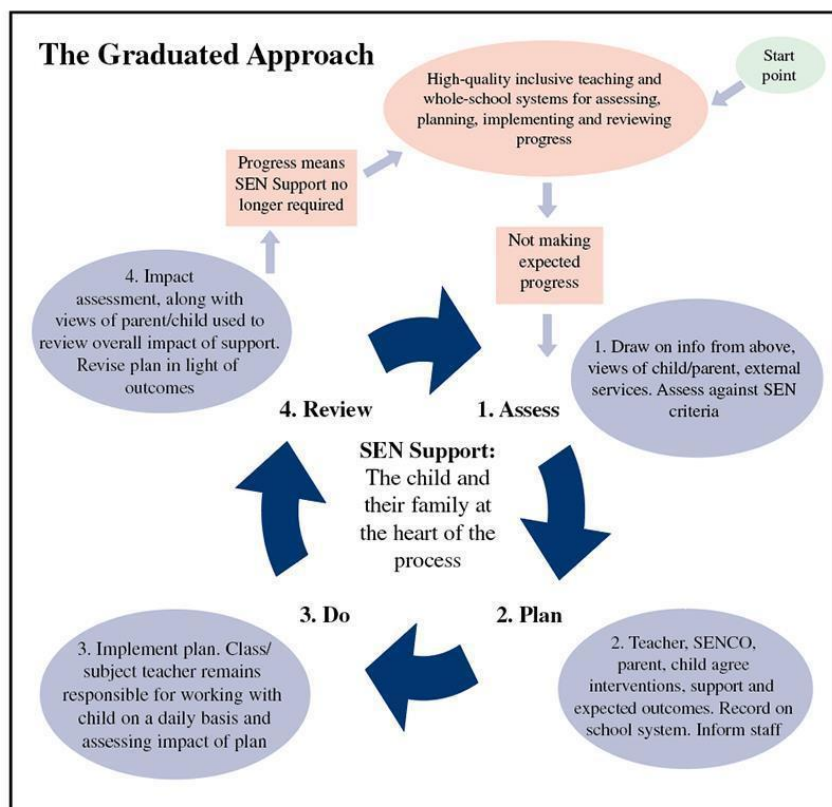 The Graduated Approach
Start
point
High-quality inclusive teaching and
whole-school systems for assessing,
planning, implementing and reviewing
progress
Progress means
SEN Support no
longer required
Not making
expected
progress
4. Impact
assessment, along with
views of parent/child used to
review overall impact of support.
Revise plan in light of
outcomes
1. Draw on info from above,
views of child/parent, external
services. Assess against SEN
criteria
4. Review
1. Assess
SEN Support:
The child and
their family at
the heart of the
process
3. Do
2. Plan
3. Implement plan. Class/
subject teacher remains
responsible for working with
child on a daily basis and
assessing impact of plan
2. Teacher, SENCO,
parent, child agree
interventions, support and
expected outcomes. Record on
school system. Inform staff